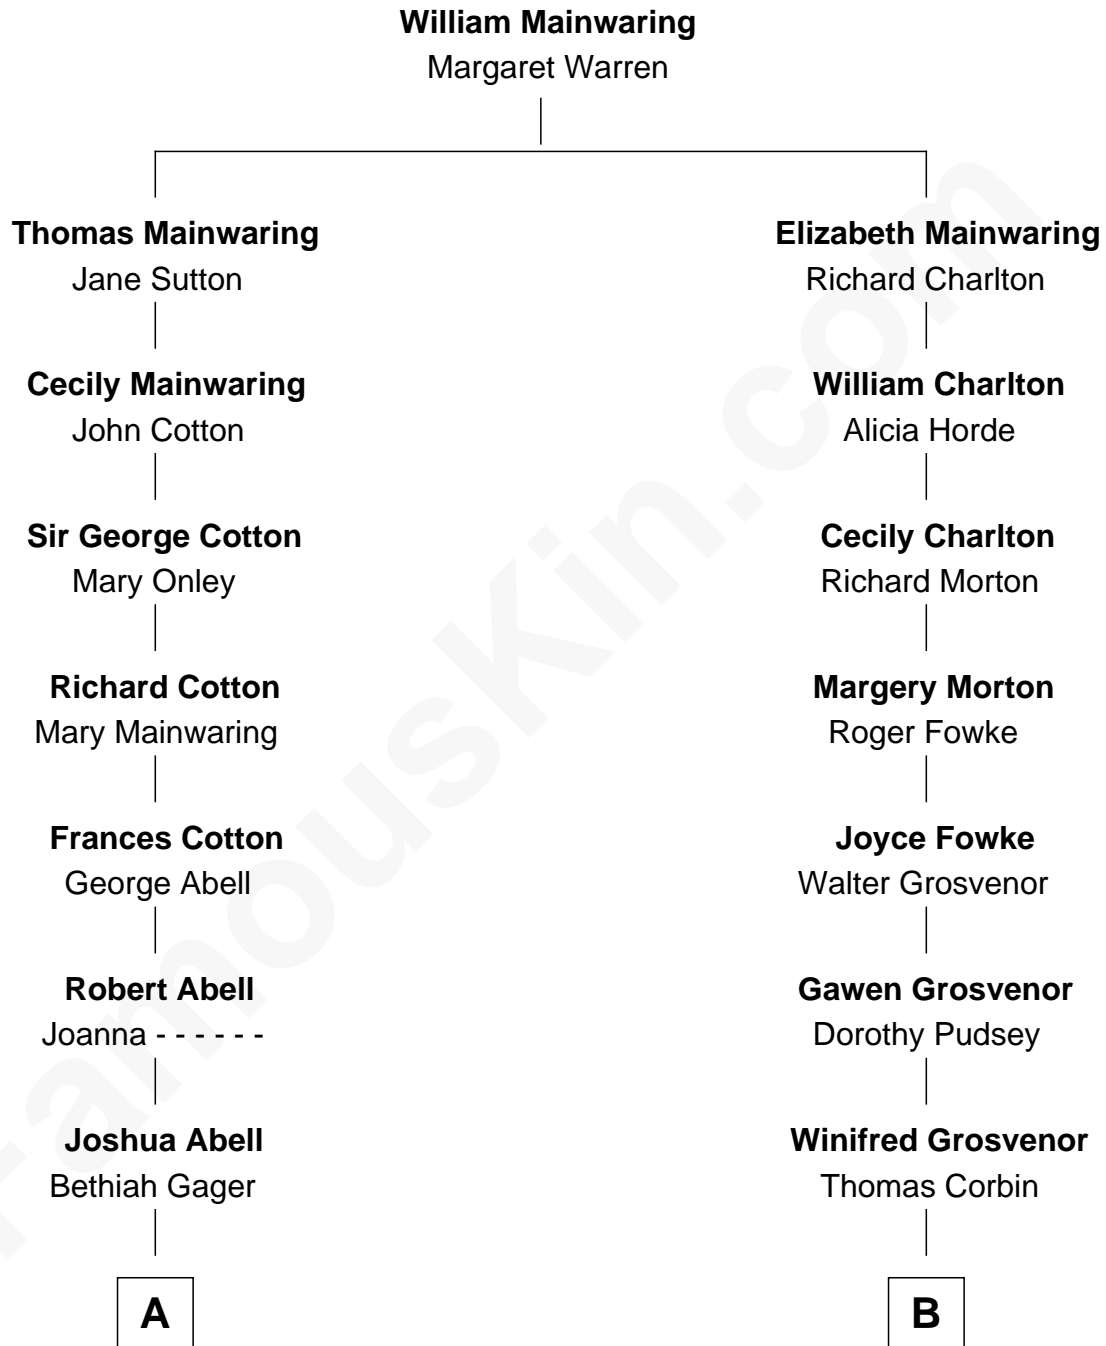 William Mainwaring
Margaret Warren
Thomas Mainwaring
Jane Sutton
Elizabeth Mainwaring
Richard Charlton
Cecily Mainwaring
John Cotton
William Charlton
Alicia Horde
Sir George Cotton
Mary Onley
Cecily Charlton
Richard Morton
Richard Cotton
Mary Mainwaring
Margery Morton
Roger Fowke
Frances Cotton
George Abell
Joyce Fowke
Walter Grosvenor
Robert Abell
Joanna - - - - - -
Gawen Grosvenor
Dorothy Pudsey
Joshua Abell
Bethiah Gager
Winifred Grosvenor
Thomas Corbin
A
B
FamousKin.com